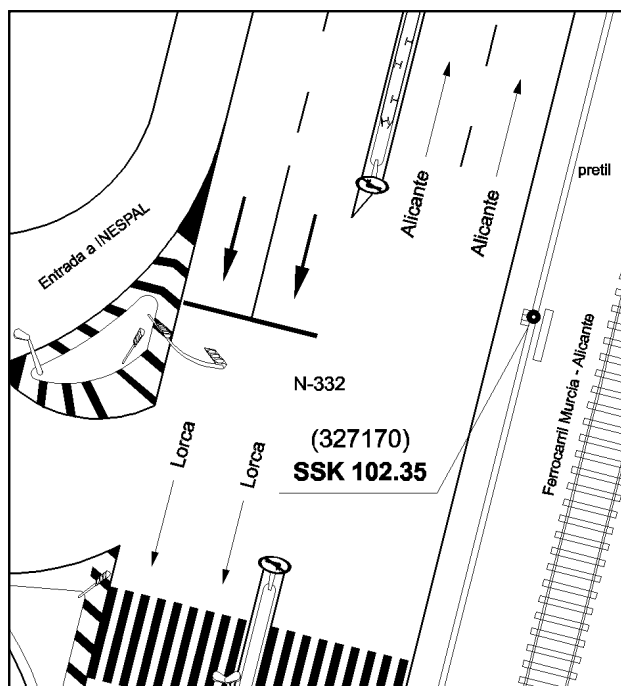 Alicante
Alicante
pretil
Entrada a INESPAL
Ferrocarril Murcia - Alicante
N-332
(327170)
SSK 102.35
Lorca
Lorca